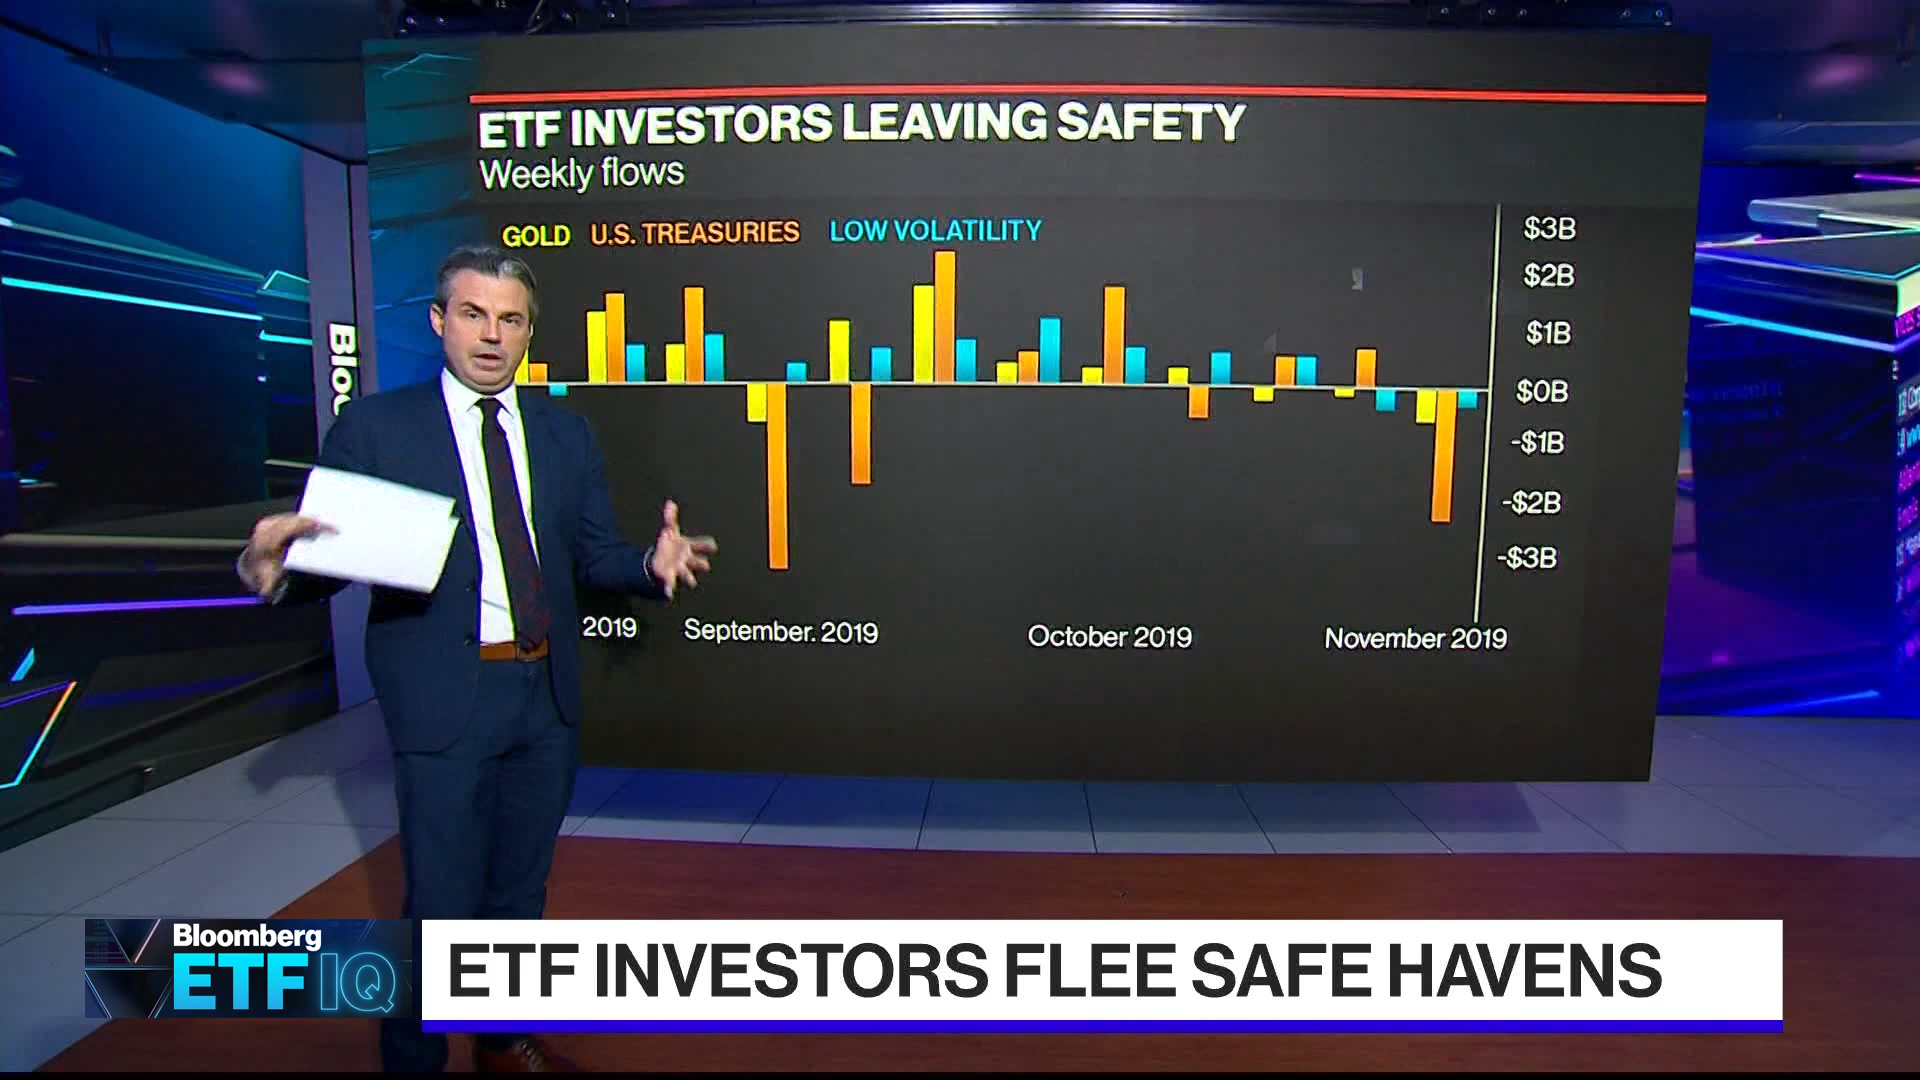 ETF INVESTORS LEAVING SAFETY
Weekly flows
GOLD U.S. TREASURIES LOW VOLATILITY
$3B
$2B
$1B
$0B
-$1B
-$2B
-$3B
2019 September. 2019 October 2019 November 2019
Bloomberg
ETF IQ
ETF INVESTORS FLEE SAFE HAVENS